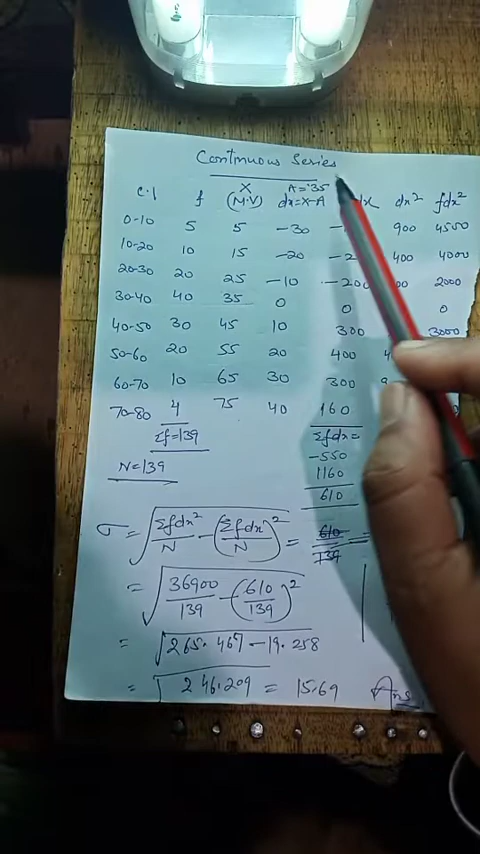 Continuous Series
X A=35
c.I f (M.V) dx=X-A dx² fdx²
0-10 5 5 -30 900 4500
10-20 10 15 -20 400 4000
20-30 20 25 -10 -200 2000
30-40 40 35 0 0 0
40-50 30 45 10 300 3000
50-60 20 55 20 400
60-70 10 65 30 300
70-80 4 75 40 160
Σf=139 Σfdx=
-550
N=139 1160
610
σ = √Σfdx²/N - (Σfdx/N)² = 610/139 =
= √36900/139 - (610/139)²
= √265.467 - 19.258
= √246.209 = 15.69 Ans